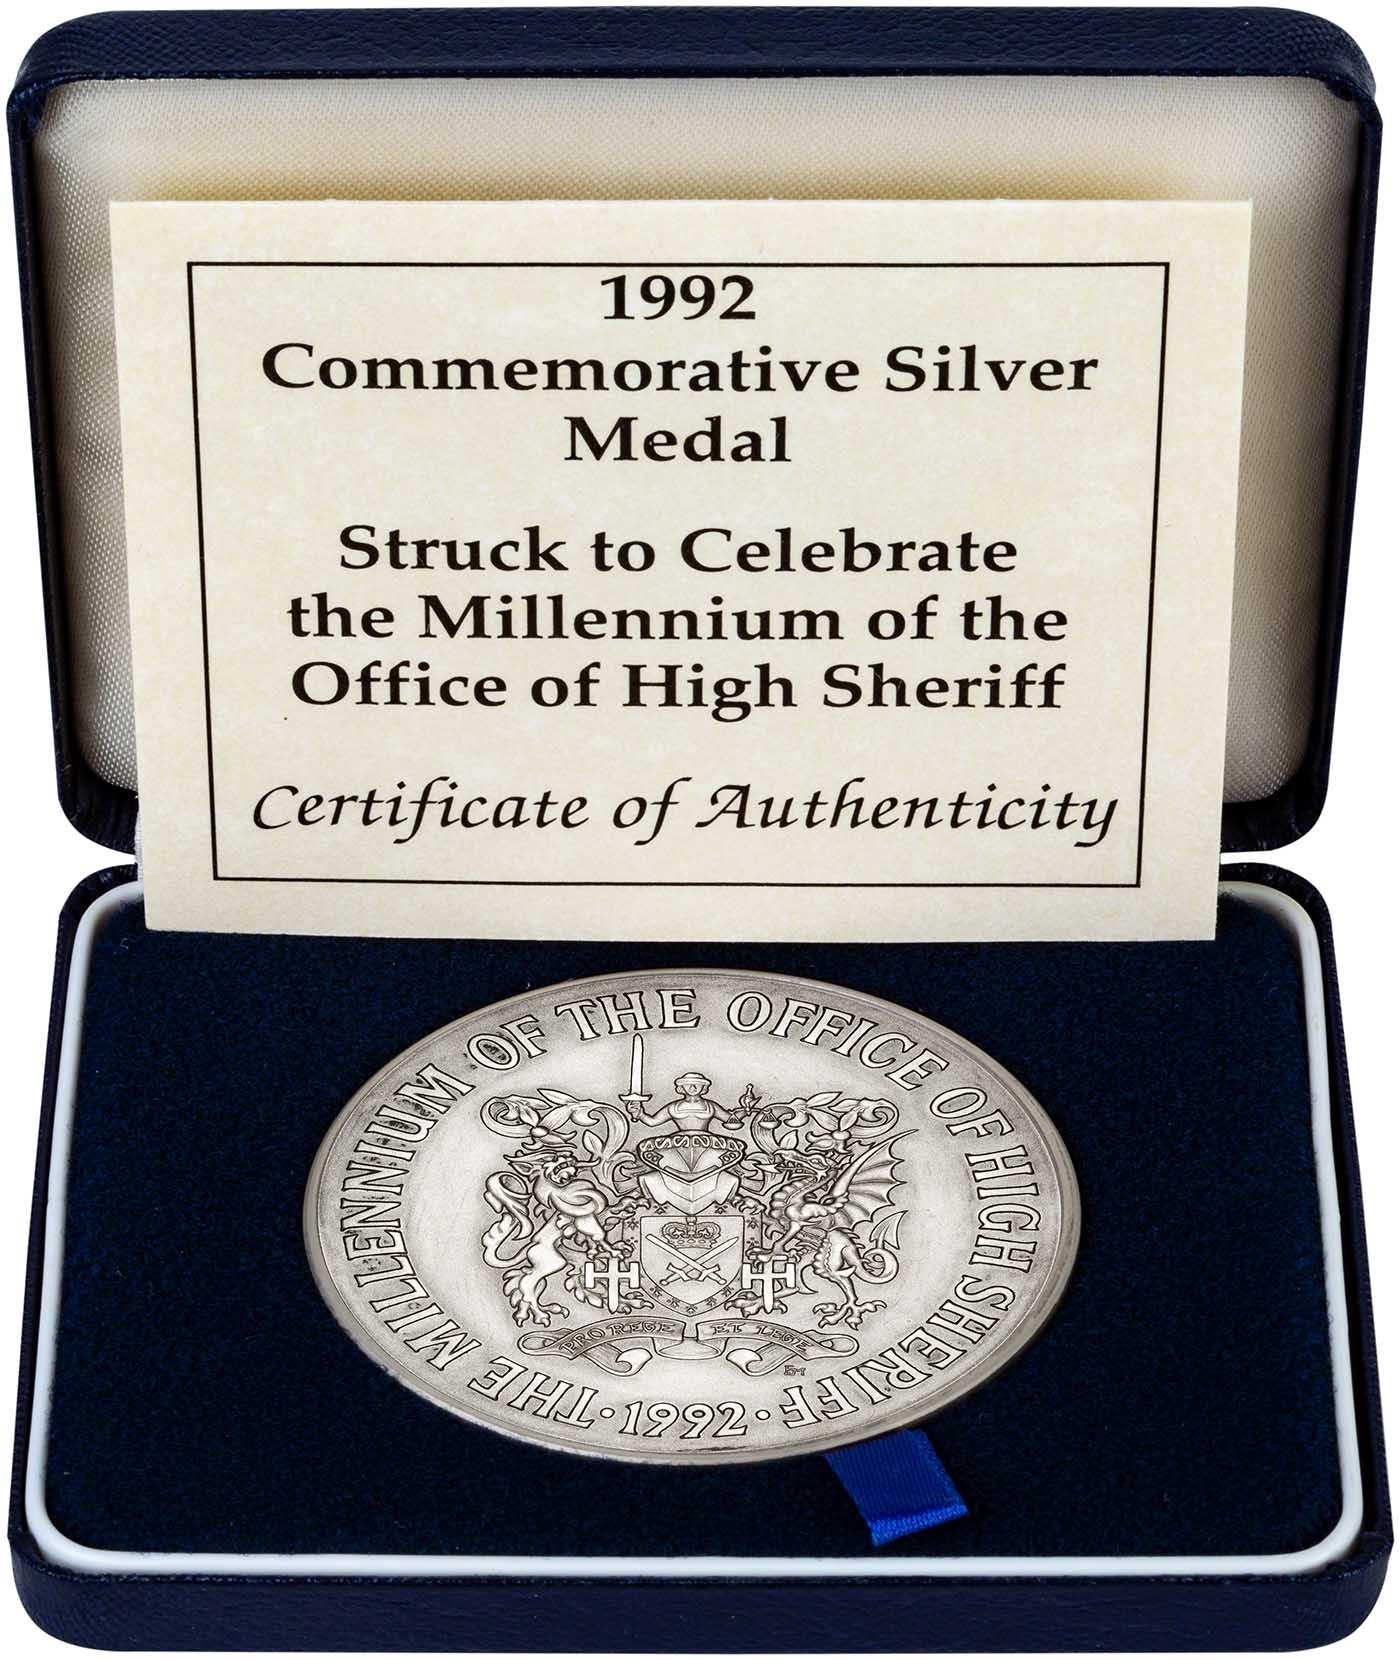 1992
Commemorative Silver
Medal
Struck to Celebrate
the Millennium of the
Office of High Sheriff
Certificate of Authenticity
THE MILLENNIUM OF THE OFFICE OF HIGH SHERIFF
· 1992 ·
PRO REGE ET LEGE
EM